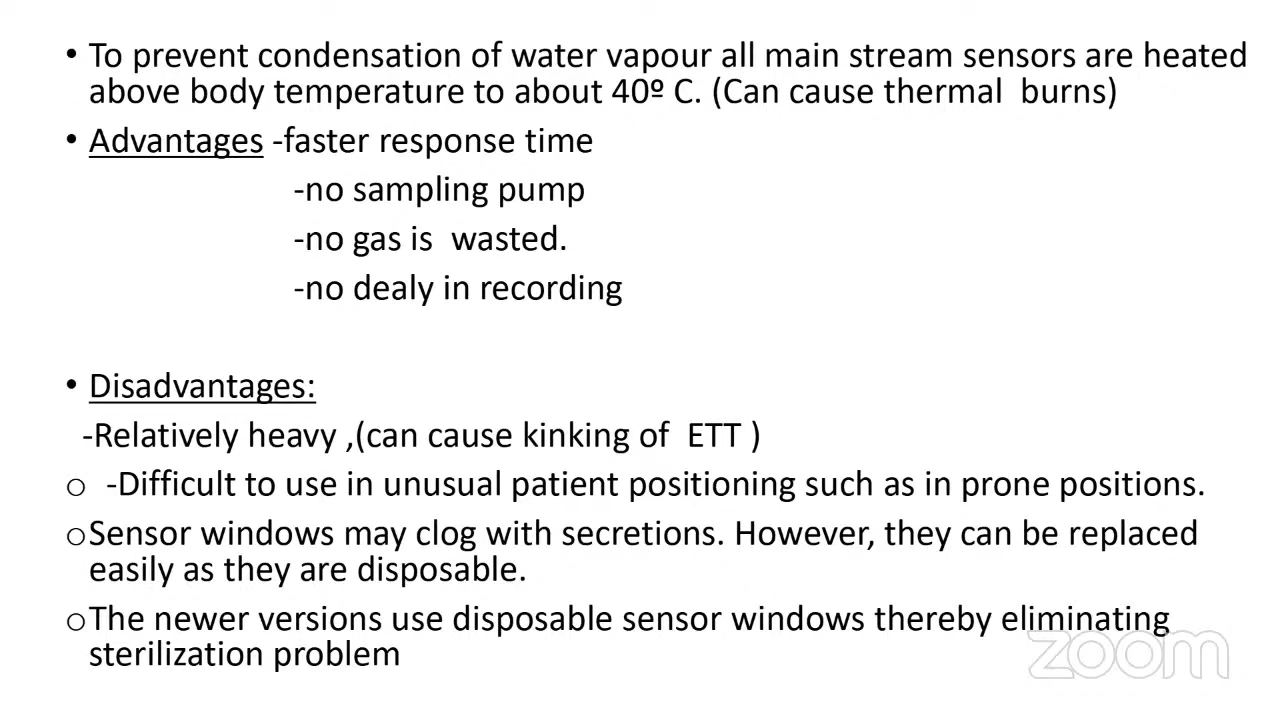 • To prevent condensation of water vapour all main stream sensors are heated
above body temperature to about 40º C. (Can cause thermal  burns)
• Advantages -faster response time
-no sampling pump
-no gas is  wasted.
-no dealy in recording
• Disadvantages:
-Relatively heavy ,(can cause kinking of  ETT )
o  -Difficult to use in unusual patient positioning such as in prone positions.
oSensor windows may clog with secretions. However, they can be replaced
easily as they are disposable.
oThe newer versions use disposable sensor windows thereby eliminating
sterilization problem
zoom